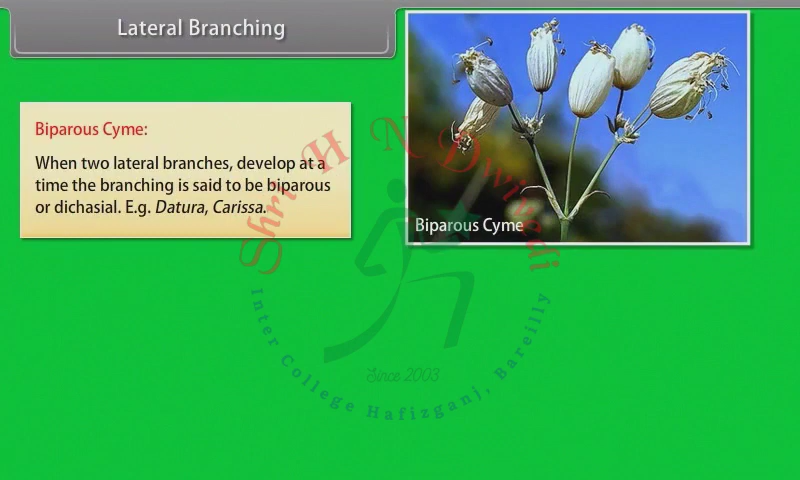 Lateral Branching
Biparous Cyme:
When two lateral branches, develop at a
time the branching is said to be biparous
or dichasial. E.g. Datura, Carissa.
Biparous Cyme
Shri H N Dwivedi
Inter College Hafizganj, Bareilly
Since 2003